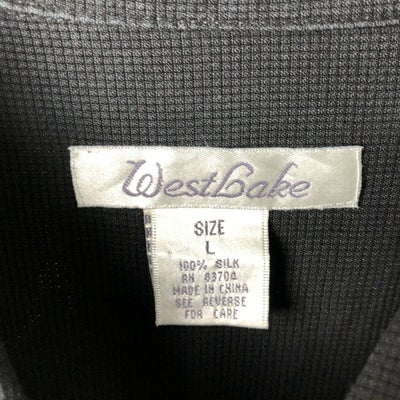 WestLake
SIZE
L
100% SILK
RN 83704
MADE IN CHINA
SEE REVERSE
FOR CARE